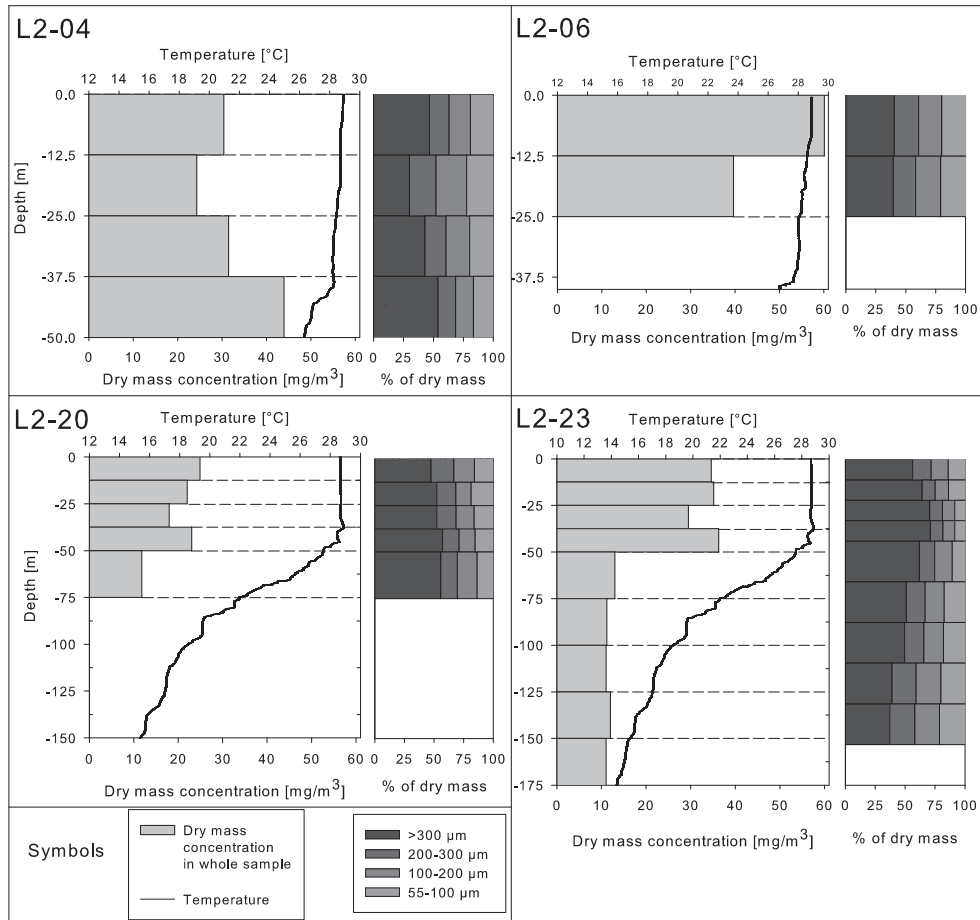 L2-04
Temperature [°C]
12 14 16 18 20 22 24 26 28 30
0.0
-12.5
-25.0
-37.5
-50.0
Depth [m]
0 10 20 30 40 50 60
0 25 50 75 100
Dry mass concentration [mg/m³]
% of dry mass
L2-06
Temperature [°C]
12 14 16 18 20 22 24 26 28 30
0.0
-12.5
-25.0
-37.5
0 10 20 30 40 50 60
0 25 50 75 100
Dry mass concentration [mg/m³]
% of dry mass
L2-20
Temperature [°C]
12 14 16 18 20 22 24 26 28 30
0
-25
-50
-75
-100
-125
-150
Depth [m]
0 10 20 30 40 50 60
0 25 50 75 100
Dry mass concentration [mg/m³]
% of dry mass
L2-23
Temperature [°C]
10 12 14 16 18 20 22 24 26 28 30
0
-25
-50
-75
-100
-125
-150
-175
0 10 20 30 40 50 60
0 25 50 75 100
Dry mass concentration [mg/m³]
% of dry mass
Symbols
Dry mass
concentration
in whole sample
Temperature
>300 µm
200-300 µm
100-200 µm
55-100 µm